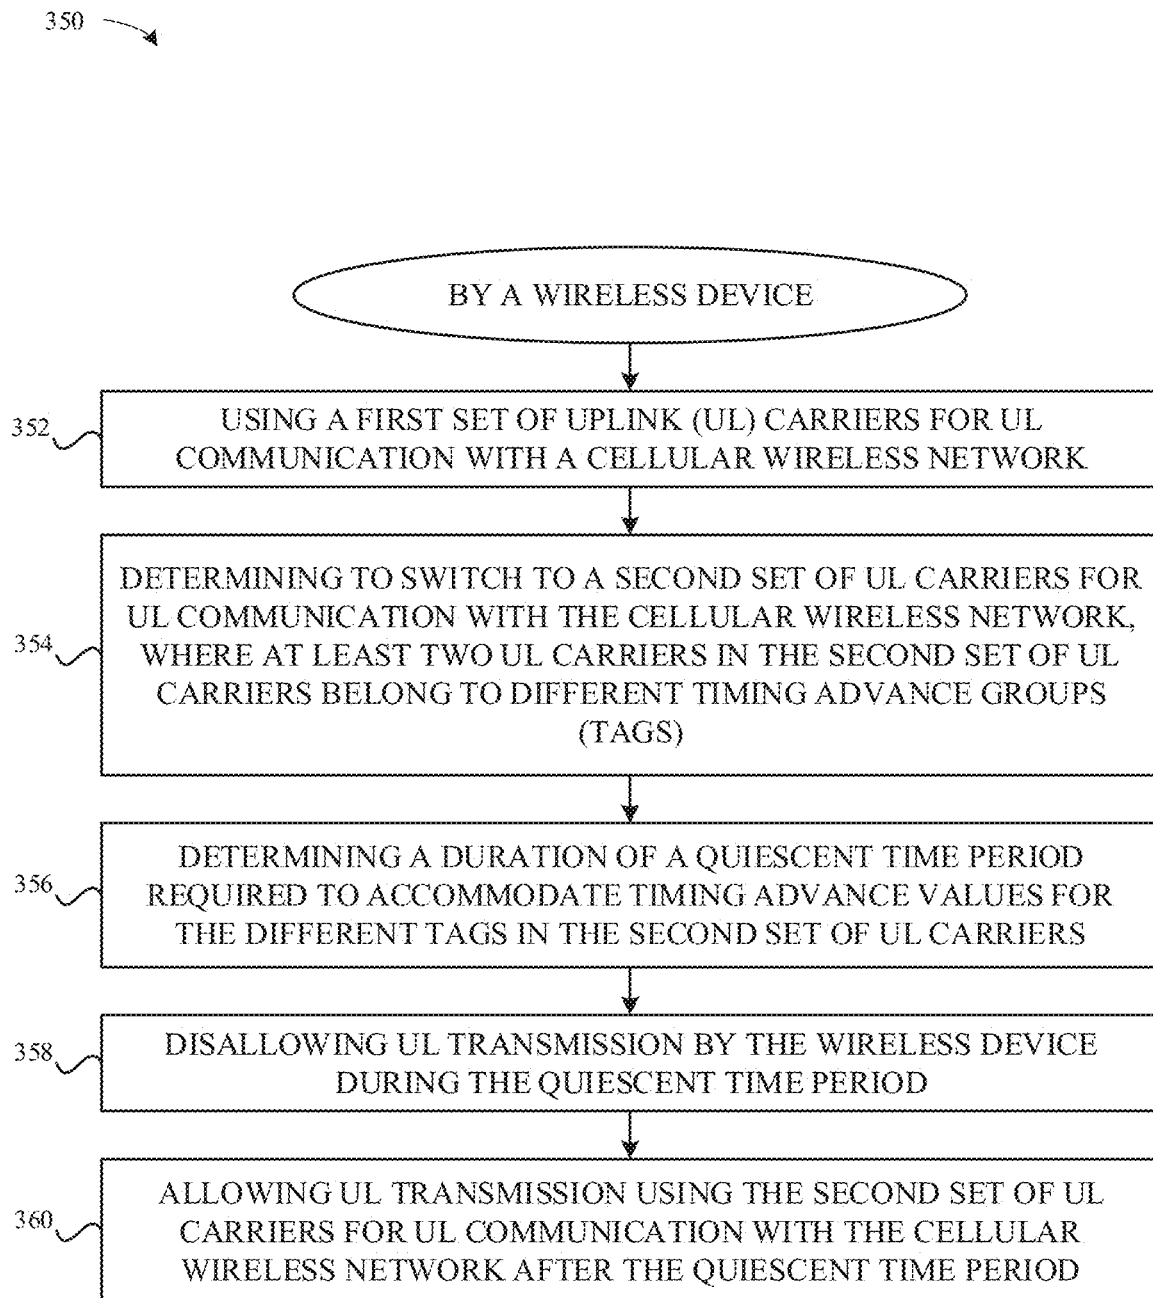 350
BY A WIRELESS DEVICE
352
USING A FIRST SET OF UPLINK (UL) CARRIERS FOR UL
COMMUNICATION WITH A CELLULAR WIRELESS NETWORK
354
DETERMINING TO SWITCH TO A SECOND SET OF UL CARRIERS FOR
UL COMMUNICATION WITH THE CELLULAR WIRELESS NETWORK,
WHERE AT LEAST TWO UL CARRIERS IN THE SECOND SET OF UL
CARRIERS BELONG TO DIFFERENT TIMING ADVANCE GROUPS
(TAGS)
356
DETERMINING A DURATION OF A QUIESCENT TIME PERIOD
REQUIRED TO ACCOMMODATE TIMING ADVANCE VALUES FOR
THE DIFFERENT TAGS IN THE SECOND SET OF UL CARRIERS
358
DISALLOWING UL TRANSMISSION BY THE WIRELESS DEVICE
DURING THE QUIESCENT TIME PERIOD
360
ALLOWING UL TRANSMISSION USING THE SECOND SET OF UL
CARRIERS FOR UL COMMUNICATION WITH THE CELLULAR
WIRELESS NETWORK AFTER THE QUIESCENT TIME PERIOD